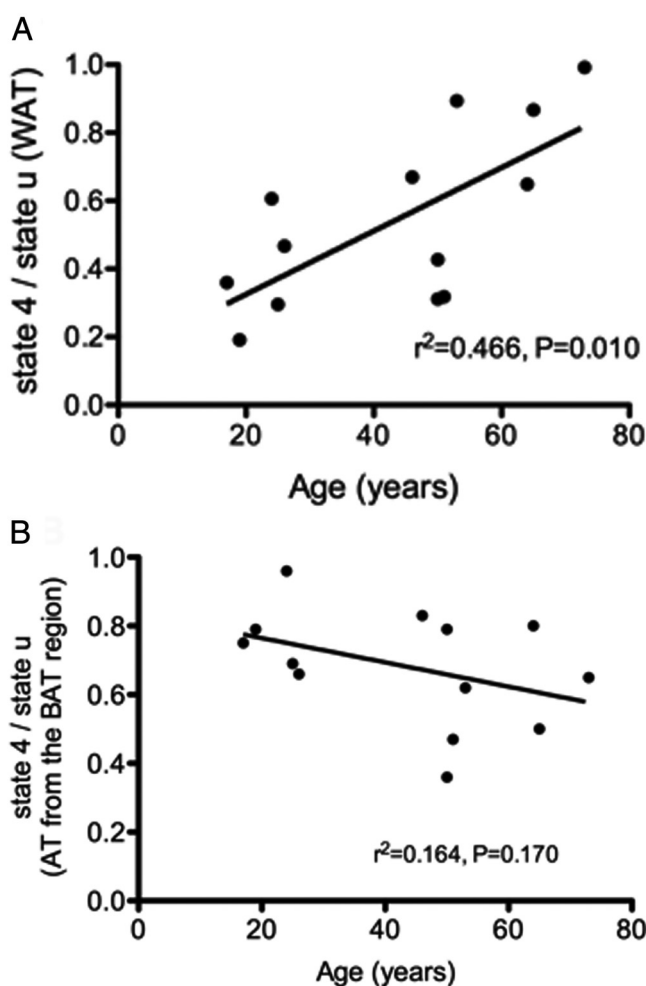 A
state 4 / state u (WAT)
1.0
0.8
0.6
0.4
0.2
0.0
r²=0.466, P=0.010
0 20 40 60 80
Age (years)
B
state 4 / state u
(AT from the BAT region)
1.0
0.8
0.6
0.4
0.2
0.0
r²=0.164, P=0.170
0 20 40 60 80
Age (years)